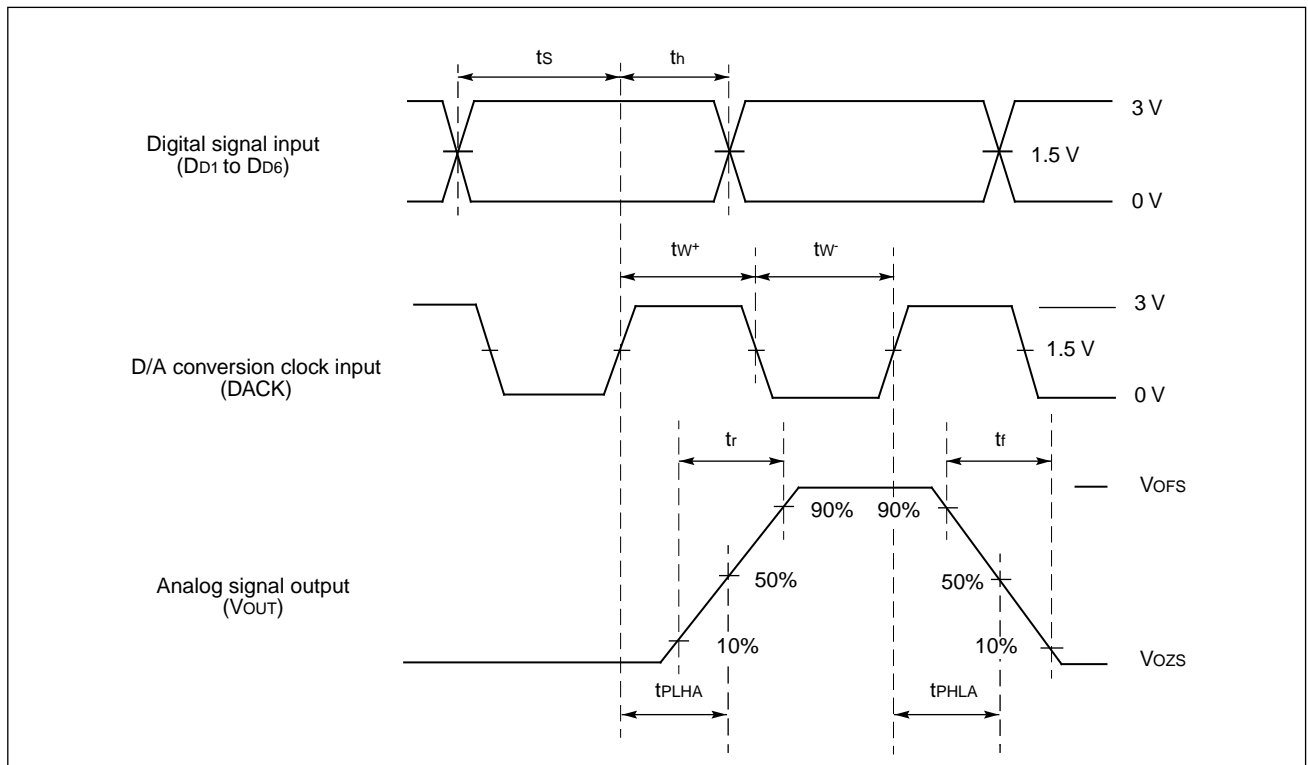 tS
th
Digital signal input
(DD1 to DD6)
3 V
1.5 V
0 V
tW+
tW-
D/A conversion clock input
(DACK)
3 V
1.5 V
0 V
tr
tf
Analog signal output
(VOUT)
90%
90%
VOFS
50%
50%
10%
10%
VOZS
tPLHA
tPHLA